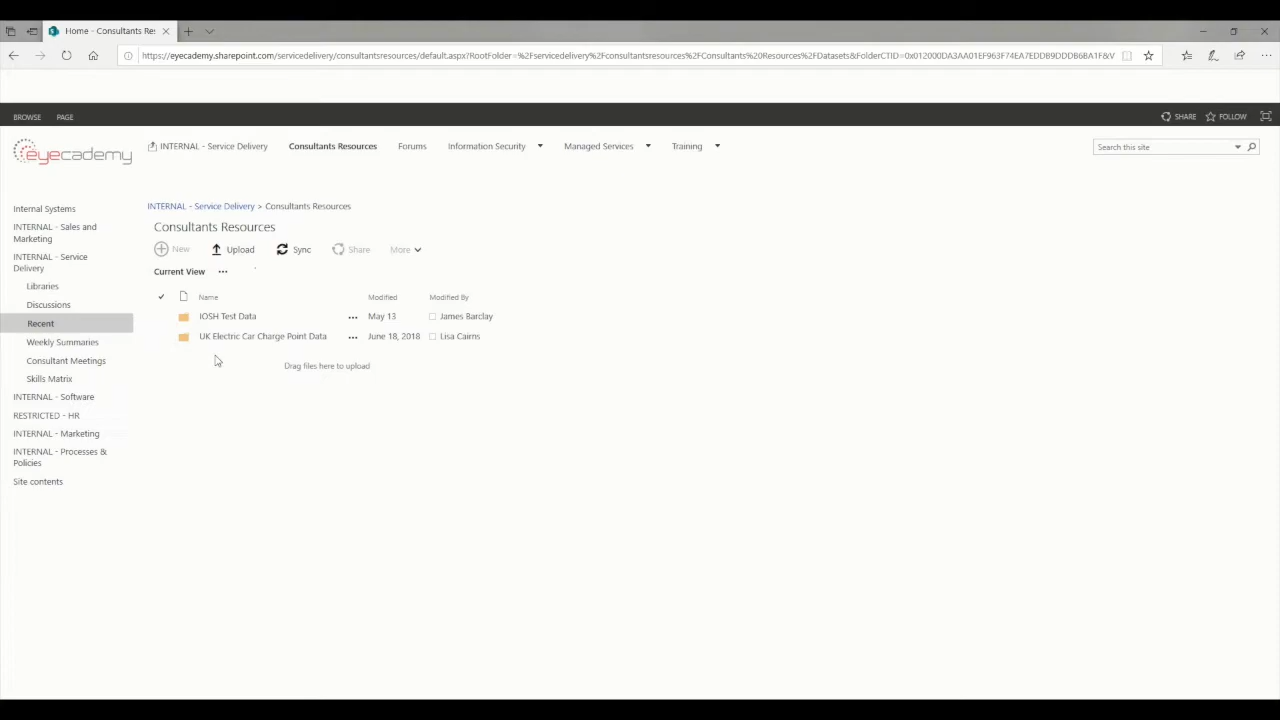 Home - Consultants Res
https://eyecademy.sharepoint.com/servicedelivery/consultantsresources/default.aspx?RootFolder=%2Fservicedelivery%2Fconsultantsresources%2FConsultants%20Resources%2FDatasets&FolderCTID=0x012000DA3AA01EF963F74EA7EDDB9DDDB6BA1F&V
BROWSE PAGE SHARE FOLLOW
eyecademy INTERNAL - Service Delivery Consultants Resources Forums Information Security Managed Services Training Search this site
Internal Systems
INTERNAL - Sales and
Marketing
INTERNAL - Service
Delivery
Libraries
Discussions
Recent
Weekly Summaries
Consultant Meetings
Skills Matrix
INTERNAL - Software
RESTRICTED - HR
INTERNAL - Marketing
INTERNAL - Processes &
Policies
Site contents
INTERNAL - Service Delivery > Consultants Resources
Consultants Resources
New Upload Sync Share More
Current View ...
Name Modified Modified By
IOSH Test Data ... May 13 James Barclay
UK Electric Car Charge Point Data ... June 18, 2018 Lisa Cairns
Drag files here to upload